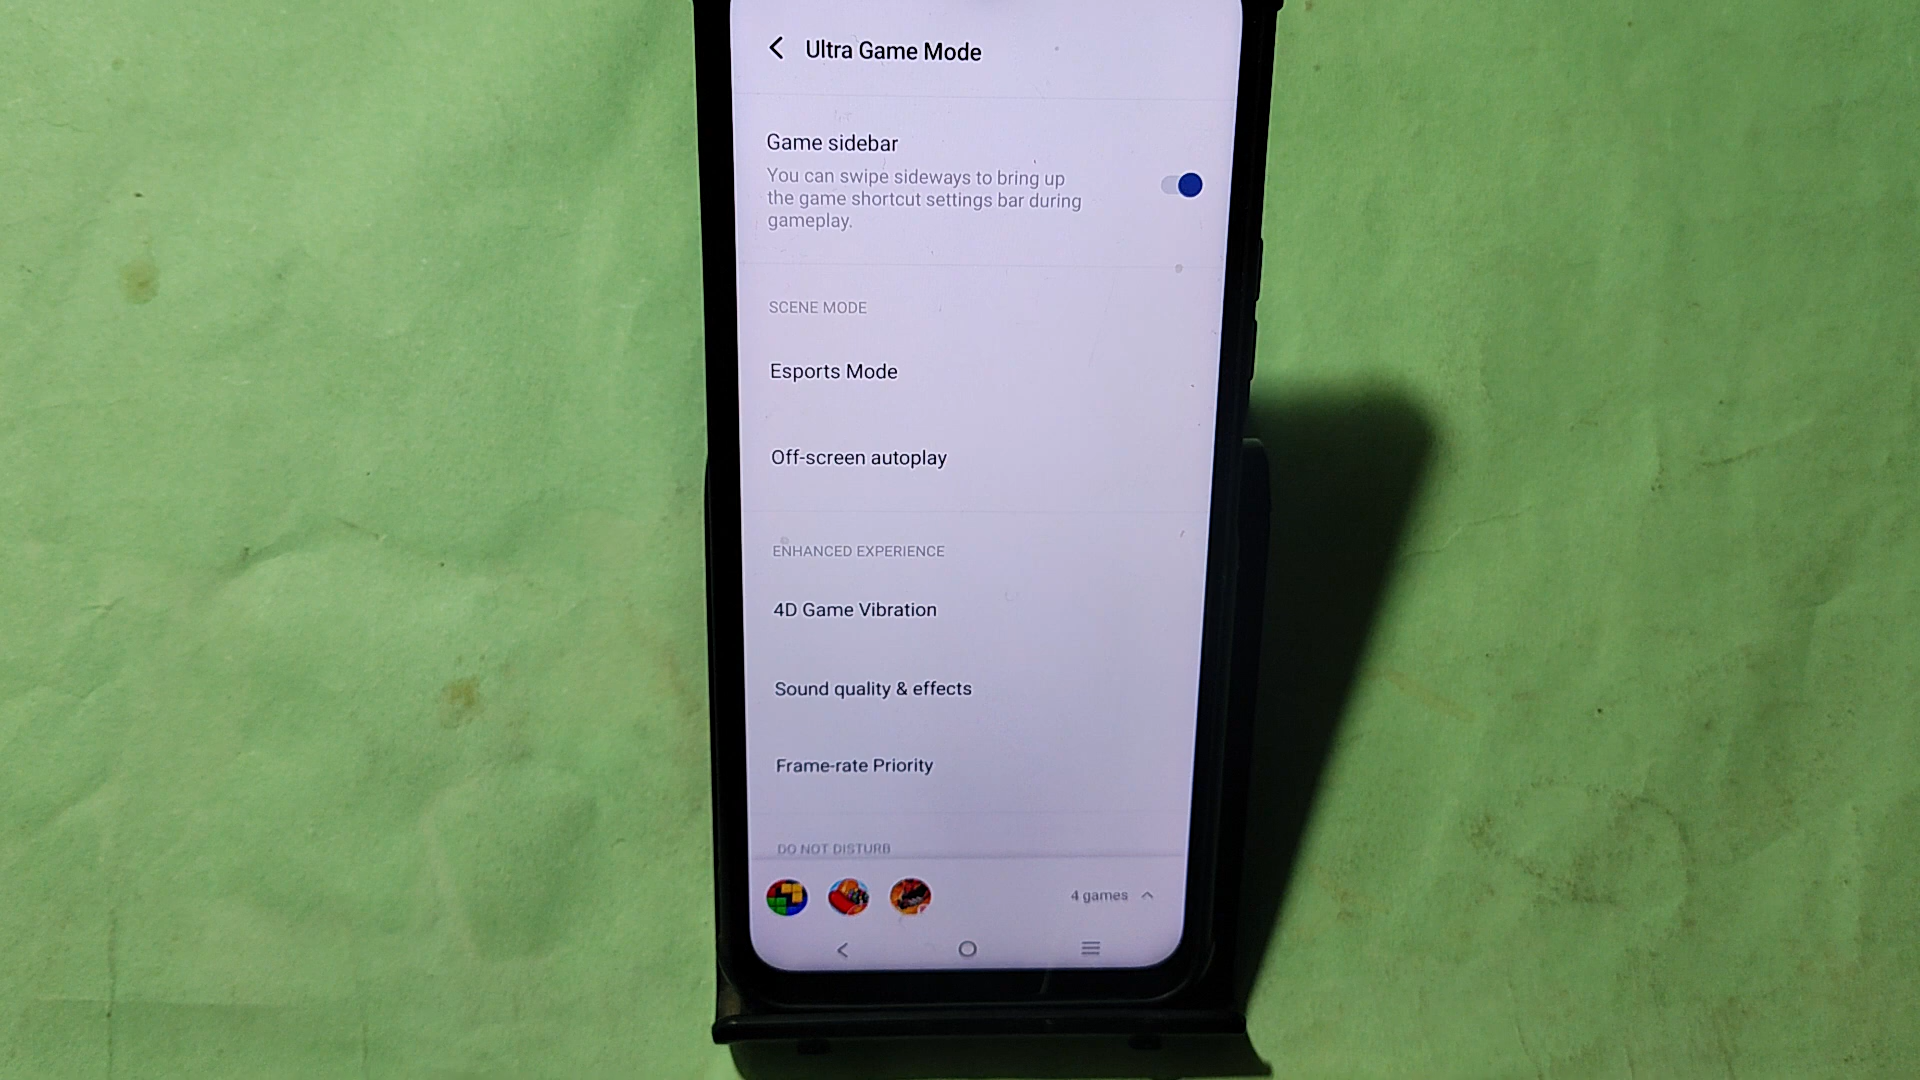 Ultra Game Mode
Game sidebar
You can swipe sideways to bring up
the game shortcut settings bar during
gameplay.
SCENE MODE
Esports Mode
Off-screen autoplay
ENHANCED EXPERIENCE
4D Game Vibration
Sound quality & effects
Frame-rate Priority
DO NOT DISTURB
4 games